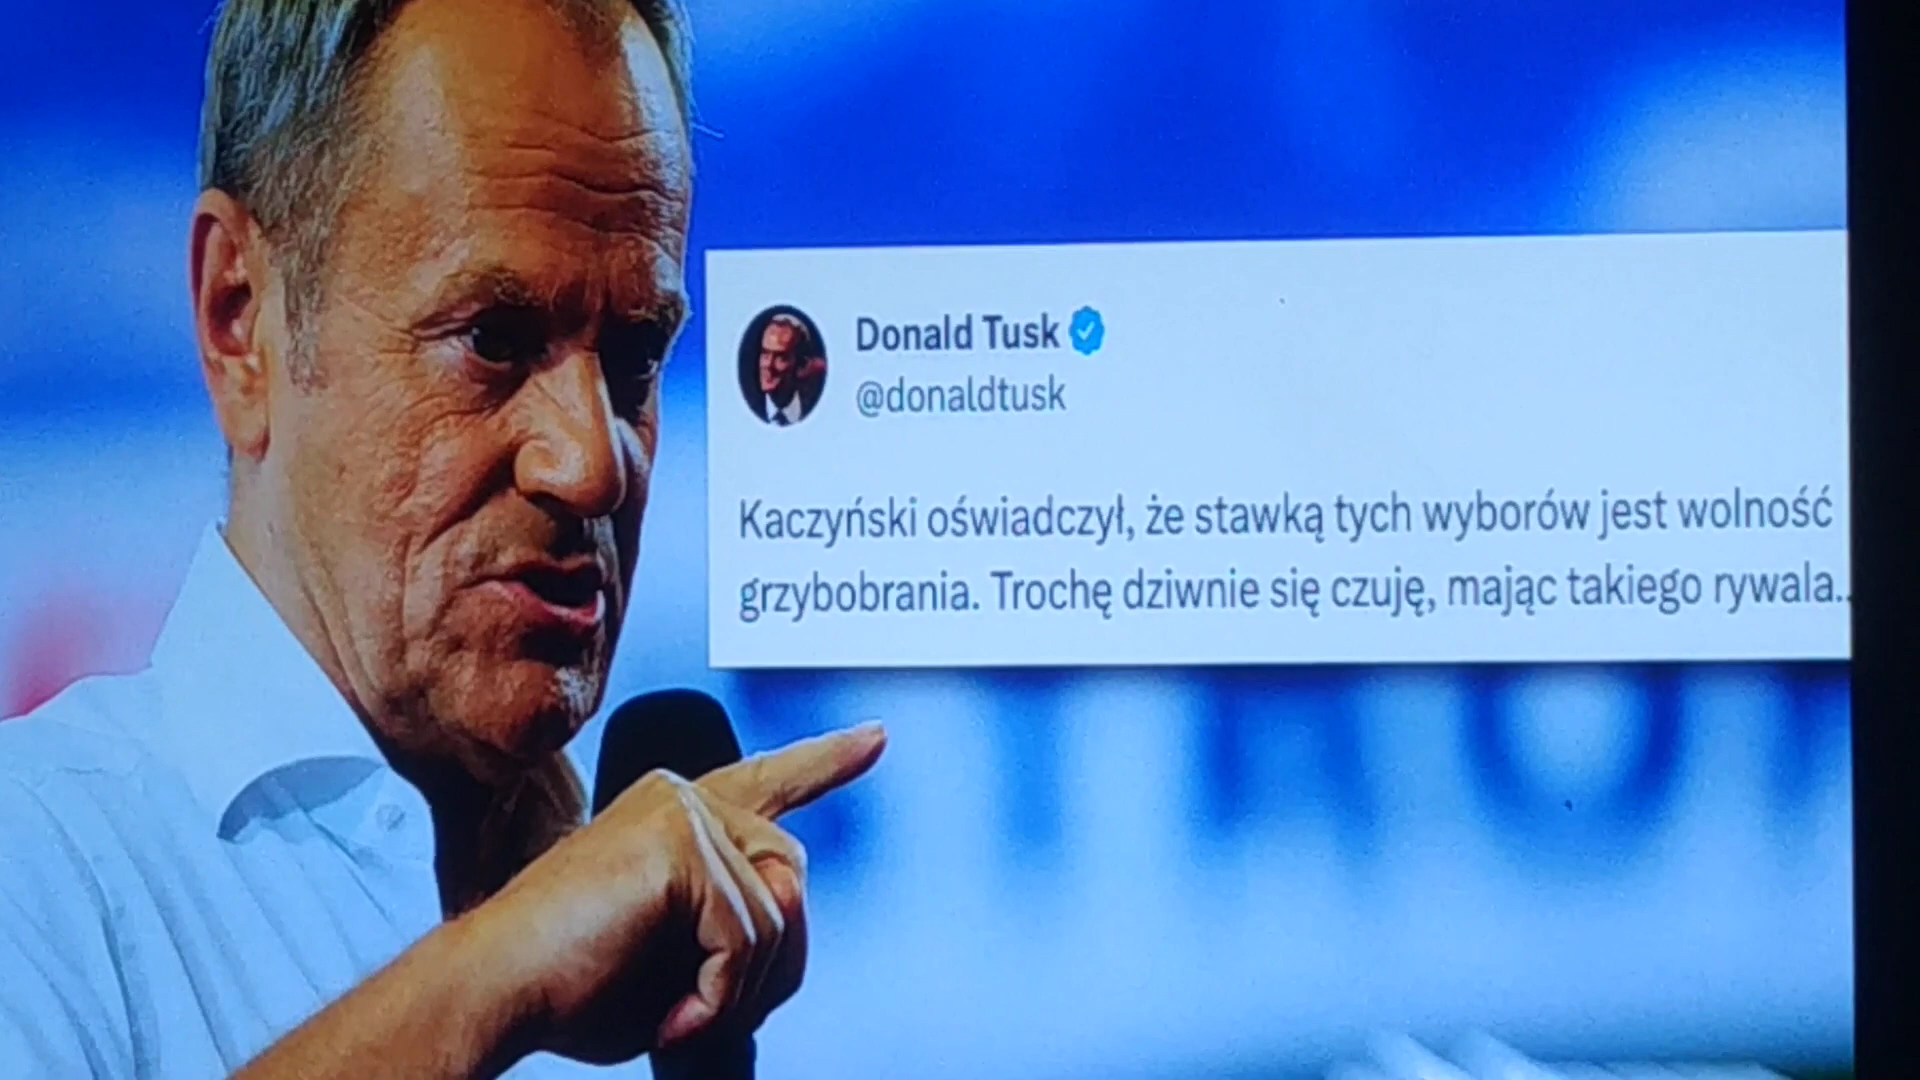 Donald Tusk
@donaldtusk
Kaczyński oświadczył, że stawką tych wyborów jest wolność
grzybobrania. Trochę dziwnie się czuję, mając takiego rywala..